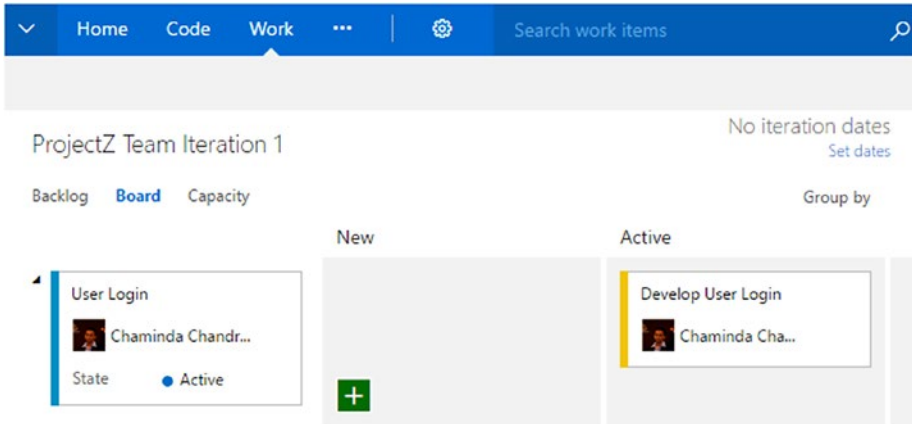 Home Code Work ••• Search work items
ProjectZ Team Iteration 1
No iteration dates
Set dates
Backlog Board Capacity
Group by
New
Active
User Login
Chaminda Chandr...
State Active
Develop User Login
Chaminda Cha...